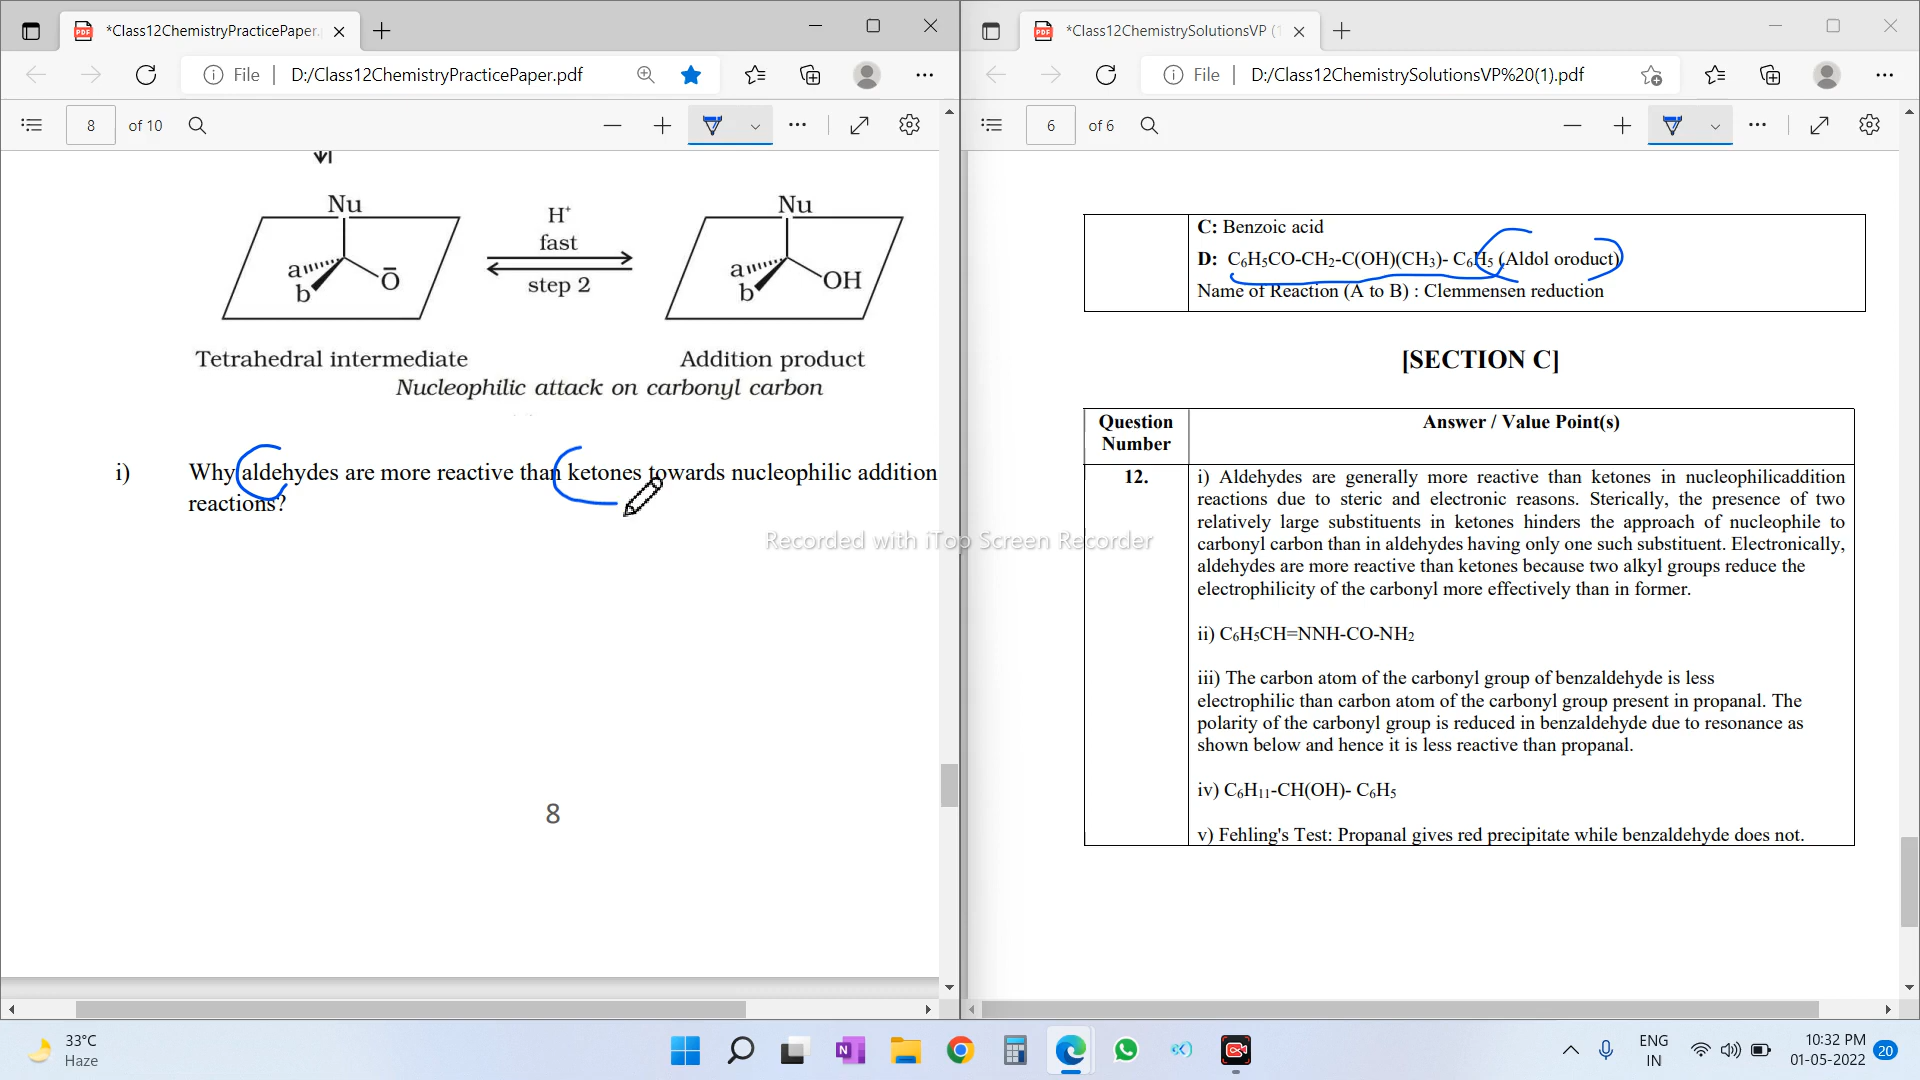 *Class12ChemistryPracticePaper.
File | D:/Class12ChemistryPracticePaper.pdf
8 of 10
Nu
a
b
O
H+
fast
step 2
Nu
a
b
OH
Tetrahedral intermediate
Addition product
Nucleophilic attack on carbonyl carbon
i) Why aldehydes are more reactive than ketones towards nucleophilic addition
reactions?
8
*Class12ChemistrySolutionsVP (1
File | D:/Class12ChemistrySolutionsVP%20(1).pdf
6 of 6
C: Benzoic acid
D: C₆H₅CO-CH₂-C(OH)(CH₃)- C₆H₅ (Aldol oroduct)
Name of Reaction (A to B) : Clemmensen reduction
[SECTION C]
Question
Number
Answer / Value Point(s)
12.
i) Aldehydes are generally more reactive than ketones in nucleophilicaddition
reactions due to steric and electronic reasons. Sterically, the presence of two
relatively large substituents in ketones hinders the approach of nucleophile to
carbonyl carbon than in aldehydes having only one such substituent. Electronically,
aldehydes are more reactive than ketones because two alkyl groups reduce the
electrophilicity of the carbonyl more effectively than in former.
ii) C₆H₅CH=NNH-CO-NH₂
iii) The carbon atom of the carbonyl group of benzaldehyde is less
electrophilic than carbon atom of the carbonyl group present in propanal. The
polarity of the carbonyl group is reduced in benzaldehyde due to resonance as
shown below and hence it is less reactive than propanal.
iv) C₆H₁₁-CH(OH)- C₆H₅
v) Fehling's Test: Propanal gives red precipitate while benzaldehyde does not.
Recorded with iTop Screen Recorder
33°C
Haze
ENG
IN
10:32 PM
01-05-2022
20